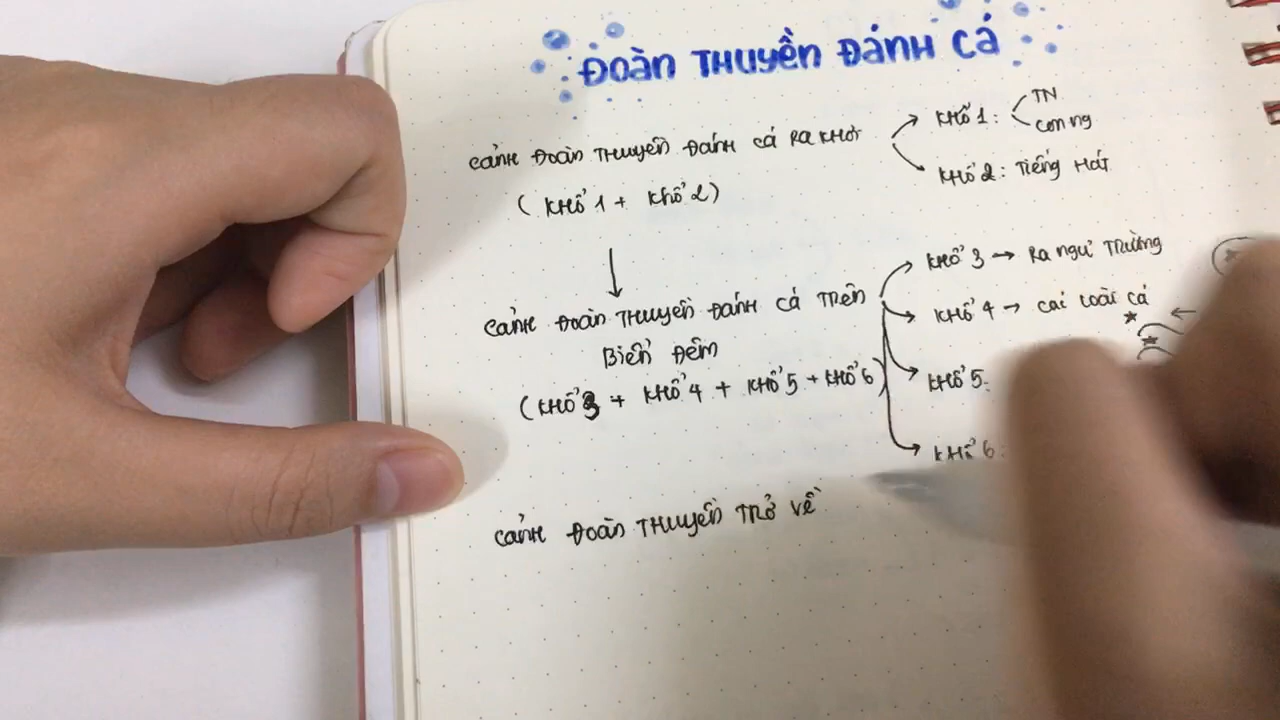 ĐOÀN THUYỀN ĐÁNH CÁ
CẢNH ĐOÀN THUYỀN ĐÁNH CÁ RA KHƠI
(KHỔ 1 + KHỔ 2)
KHỔ 1: TN
CON NG
KHỔ 2: TIẾNG HÁT
CẢNH ĐOÀN THUYỀN ĐÁNH CÁ TRÊN
BIỂN ĐÊM
(KHỔ 3 + KHỔ 4 + KHỔ 5 + KHỔ 6)
KHỔ 3 → RA NGƯ TRƯỜNG
KHỔ 4 → CÁC LOÀI CÁ
KHỔ 5:
KHỔ 6:
CẢNH ĐOÀN THUYỀN TRỞ VỀ